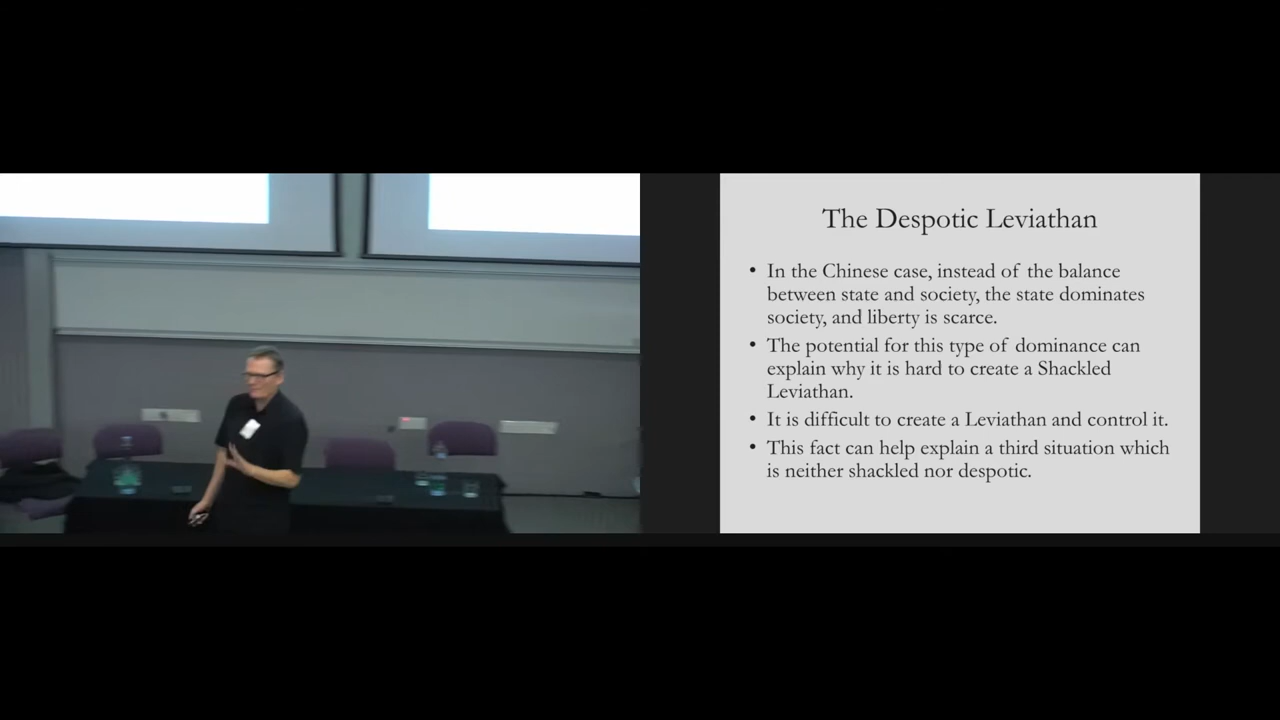 The Despotic Leviathan
• In the Chinese case, instead of the balance
between state and society, the state dominates
society, and liberty is scarce.
• The potential for this type of dominance can
explain why it is hard to create a Shackled
Leviathan.
• It is difficult to create a Leviathan and control it.
• This fact can help explain a third situation which
is neither shackled nor despotic.